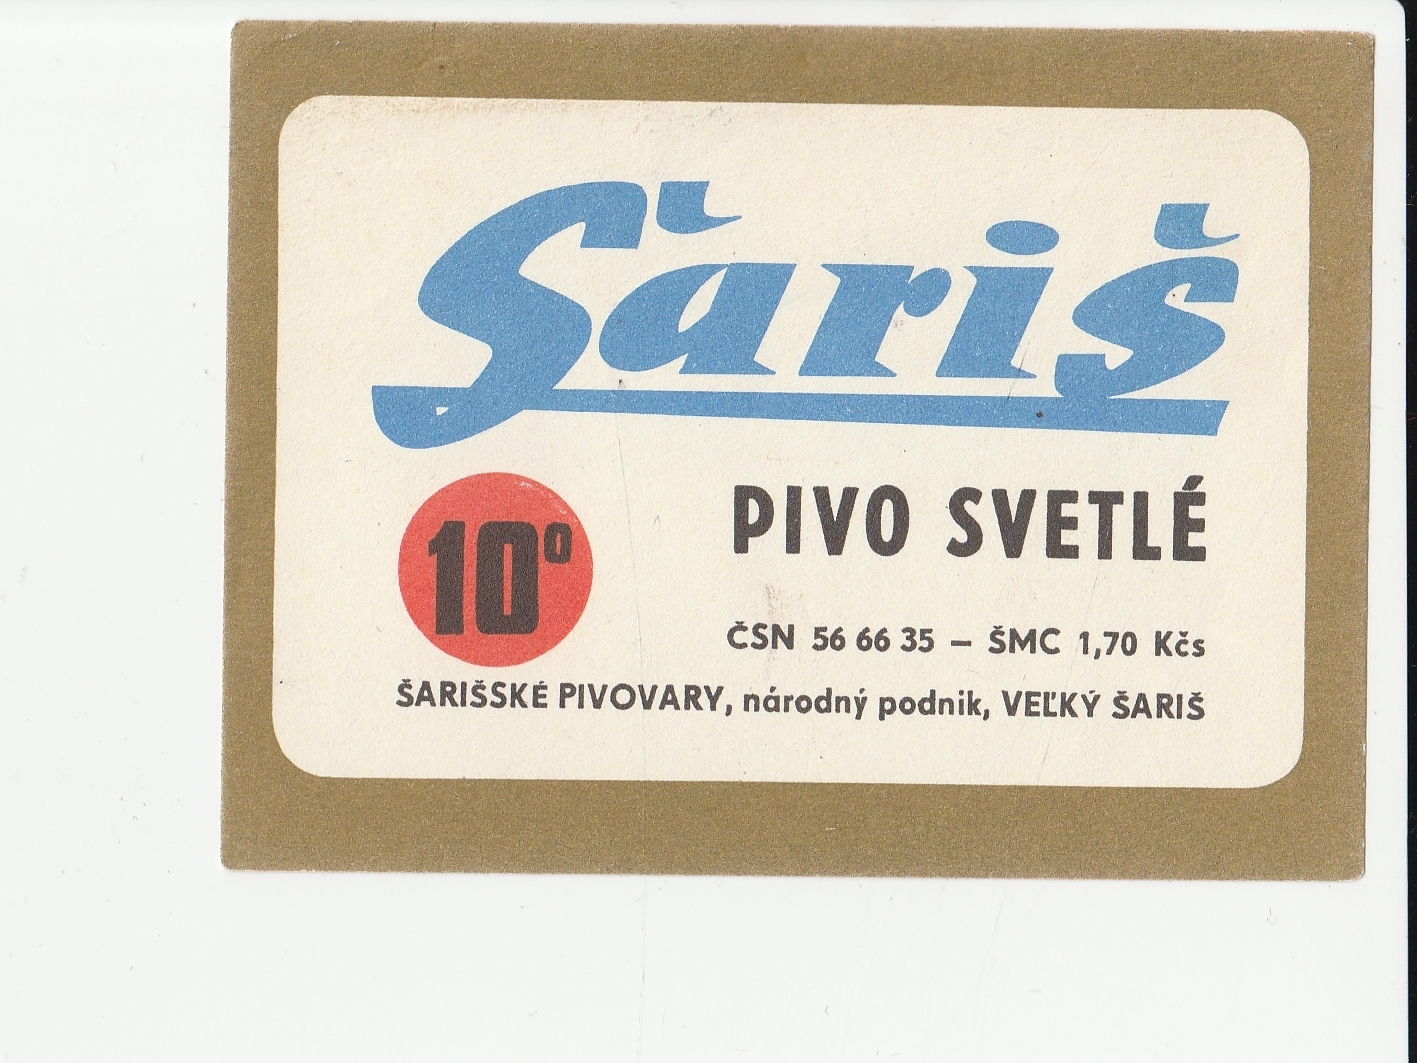 Šariš
10°
PIVO SVETLÉ
ČSN 56 66 35 – ŠMC 1,70 Kčs
ŠARIŠSKÉ PIVOVARY, národný podnik, VEĽKÝ ŠARIŠ